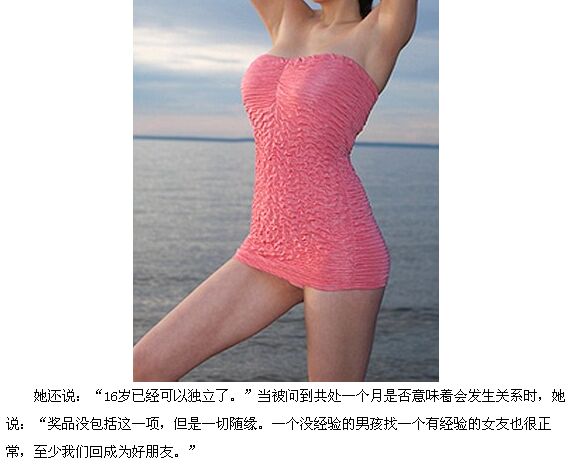 她还说：“16岁已经可以独立了。”当被问到共处一个月是否意味着会发生关系时，她
说：“奖品没包括这一项，但是一切随缘。一个没经验的男孩找一个有经验的女友也很正
常，至少我们回成为好朋友。”